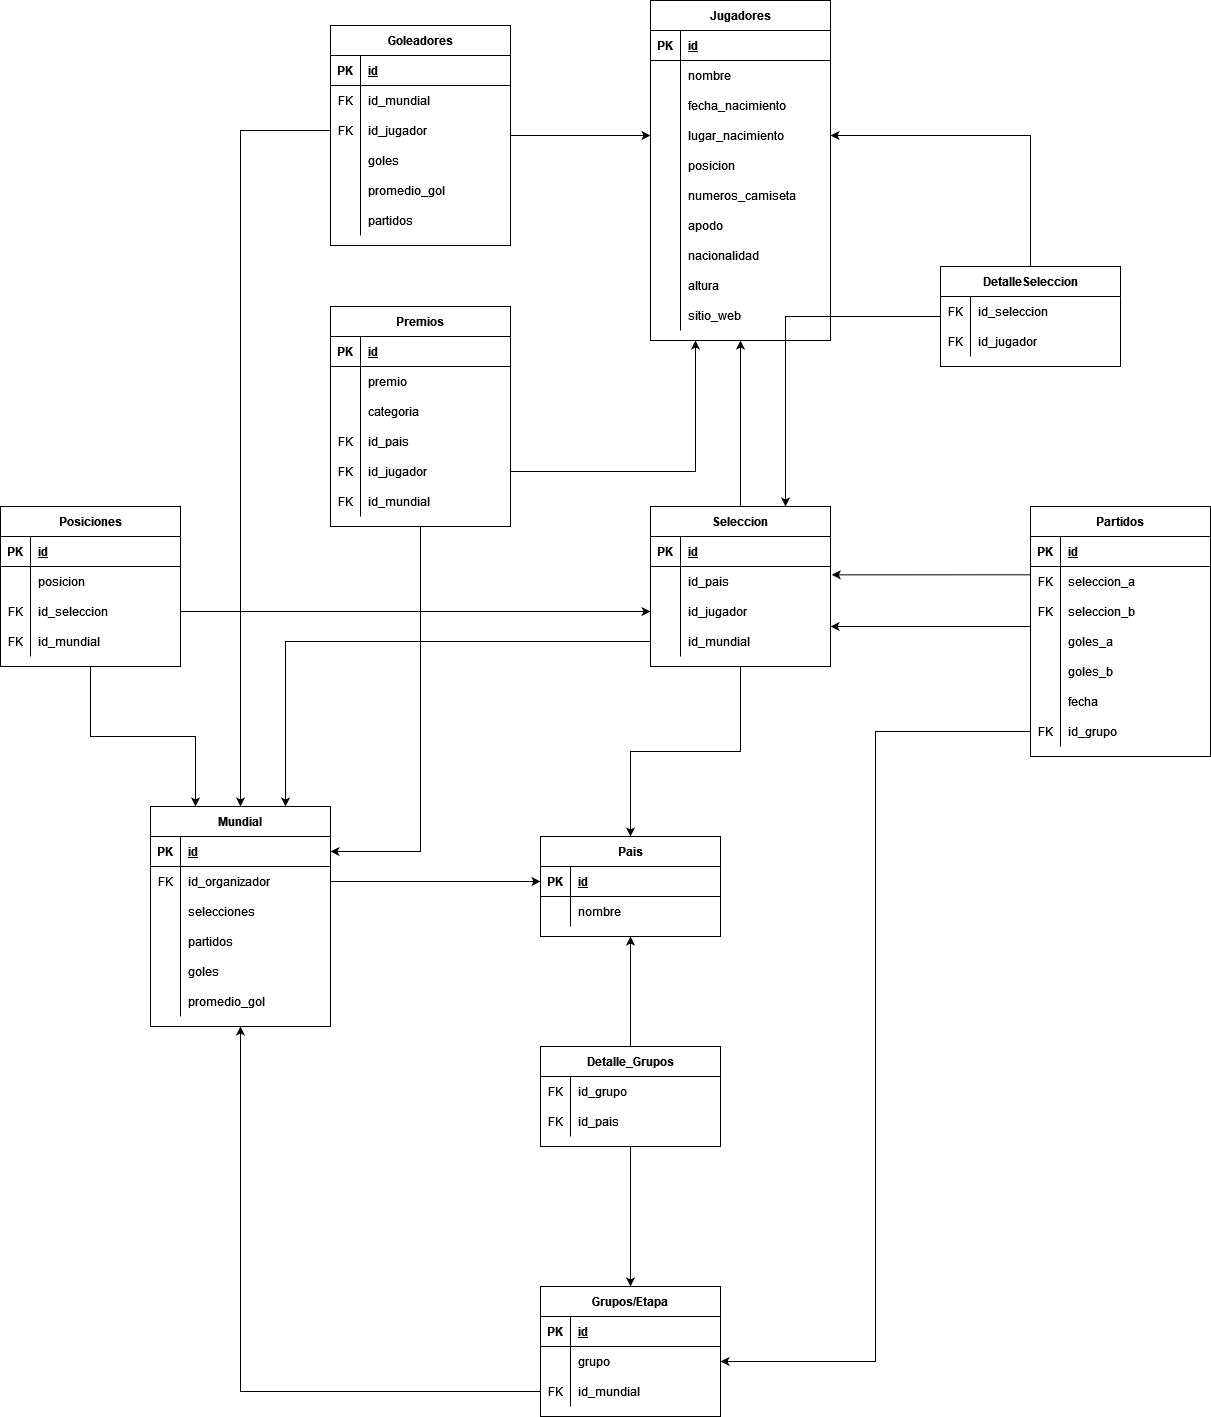 Jugadores
PK id
nombre
fecha_nacimiento
lugar_nacimiento
posicion
numeros_camiseta
apodo
nacionalidad
altura
sitio_web
Goleadores
PK id
FK id_mundial
FK id_jugador
goles
promedio_gol
partidos
DetalleSeleccion
FK id_seleccion
FK id_jugador
Premios
PK id
premio
categoria
FK id_pais
FK id_jugador
FK id_mundial
Posiciones
PK id
posicion
FK id_seleccion
FK id_mundial
Seleccion
PK id
id_pais
id_jugador
id_mundial
Partidos
PK id
FK seleccion_a
FK seleccion_b
goles_a
goles_b
fecha
FK id_grupo
Mundial
PK id
FK id_organizador
selecciones
partidos
goles
promedio_gol
Pais
PK id
nombre
Detalle_Grupos
FK id_grupo
FK id_pais
Grupos/Etapa
PK id
grupo
FK id_mundial